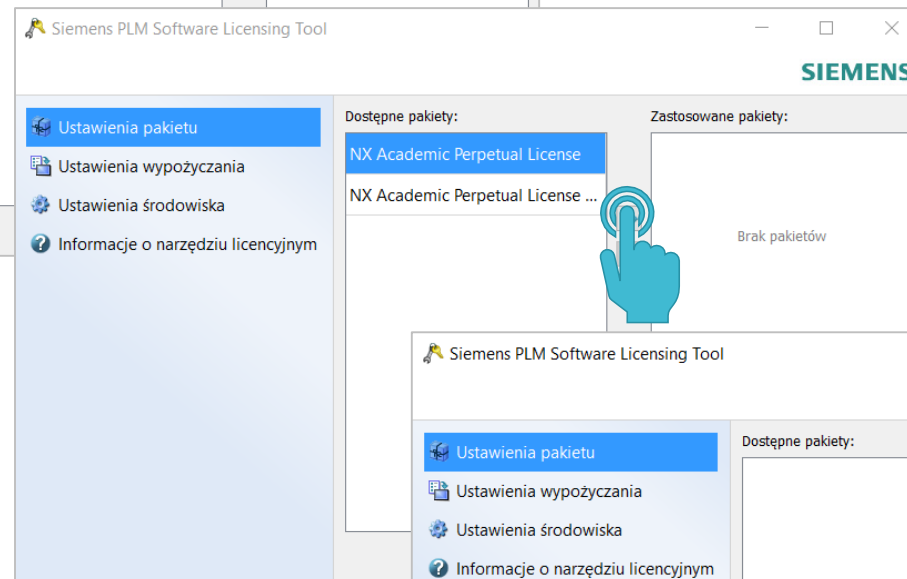 Siemens PLM Software Licensing Tool
SIEMENS
Ustawienia pakietu
Ustawienia wypożyczania
Ustawienia środowiska
Informacje o narzędziu licencyjnym
Dostępne pakiety:
NX Academic Perpetual License
NX Academic Perpetual License ...
Zastosowane pakiety:
Brak pakietów
Siemens PLM Software Licensing Tool
Ustawienia pakietu
Ustawienia wypożyczania
Ustawienia środowiska
Informacje o narzędziu licencyjnym
Dostępne pakiety: